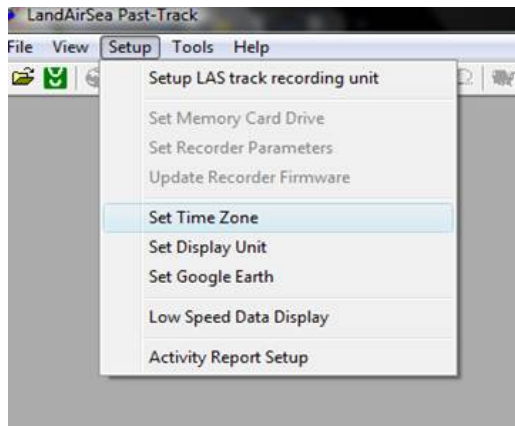 LandAirSea Past-Track
File View Setup Tools Help
Setup LAS track recording unit
Set Memory Card Drive
Set Recorder Parameters
Update Recorder Firmware
Set Time Zone
Set Display Unit
Set Google Earth
Low Speed Data Display
Activity Report Setup